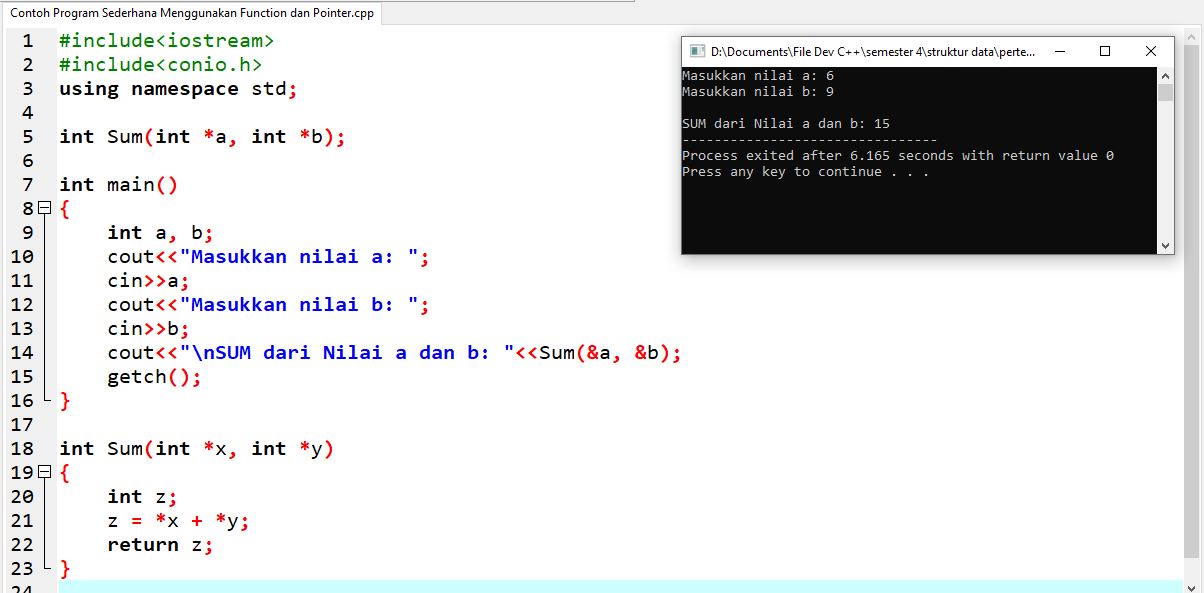 Contoh Program Sederhana Menggunakan Function dan Pointer.cpp
1 #include<iostream>
2 #include<conio.h>
3 using namespace std;
4
5 int Sum(int *a, int *b);
6
7 int main()
8 {
9 int a, b;
10 cout<<"Masukkan nilai a: ";
11 cin>>a;
12 cout<<"Masukkan nilai b: ";
13 cin>>b;
14 cout<<"\nSUM dari Nilai a dan b: "<<Sum(&a, &b);
15 getch();
16 }
17
18 int Sum(int *x, int *y)
19 {
20 int z;
21 z = *x + *y;
22 return z;
23 }
24
D:\Documents\File Dev C++\semester 4\struktur data\perte...
Masukkan nilai a: 6
Masukkan nilai b: 9
SUM dari Nilai a dan b: 15
--------------------------------
Process exited after 6.165 seconds with return value 0
Press any key to continue . . .